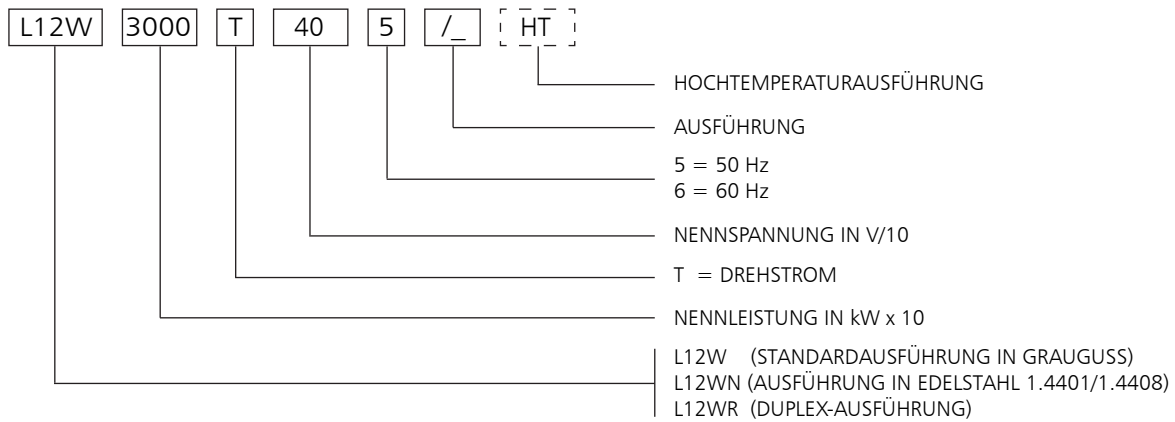 L12W 3000 T 40 5 /_ HT
HOCHTEMPERATURAUSFÜHRUNG
AUSFÜHRUNG
5 = 50 Hz
6 = 60 Hz
NENNSPANNUNG IN V/10
T = DREHSTROM
NENNLEISTUNG IN kW x 10
L12W (STANDARDAUSFÜHRUNG IN GRAUGUSS)
L12WN (AUSFÜHRUNG IN EDELSTAHL 1.4401/1.4408)
L12WR (DUPLEX-AUSFÜHRUNG)